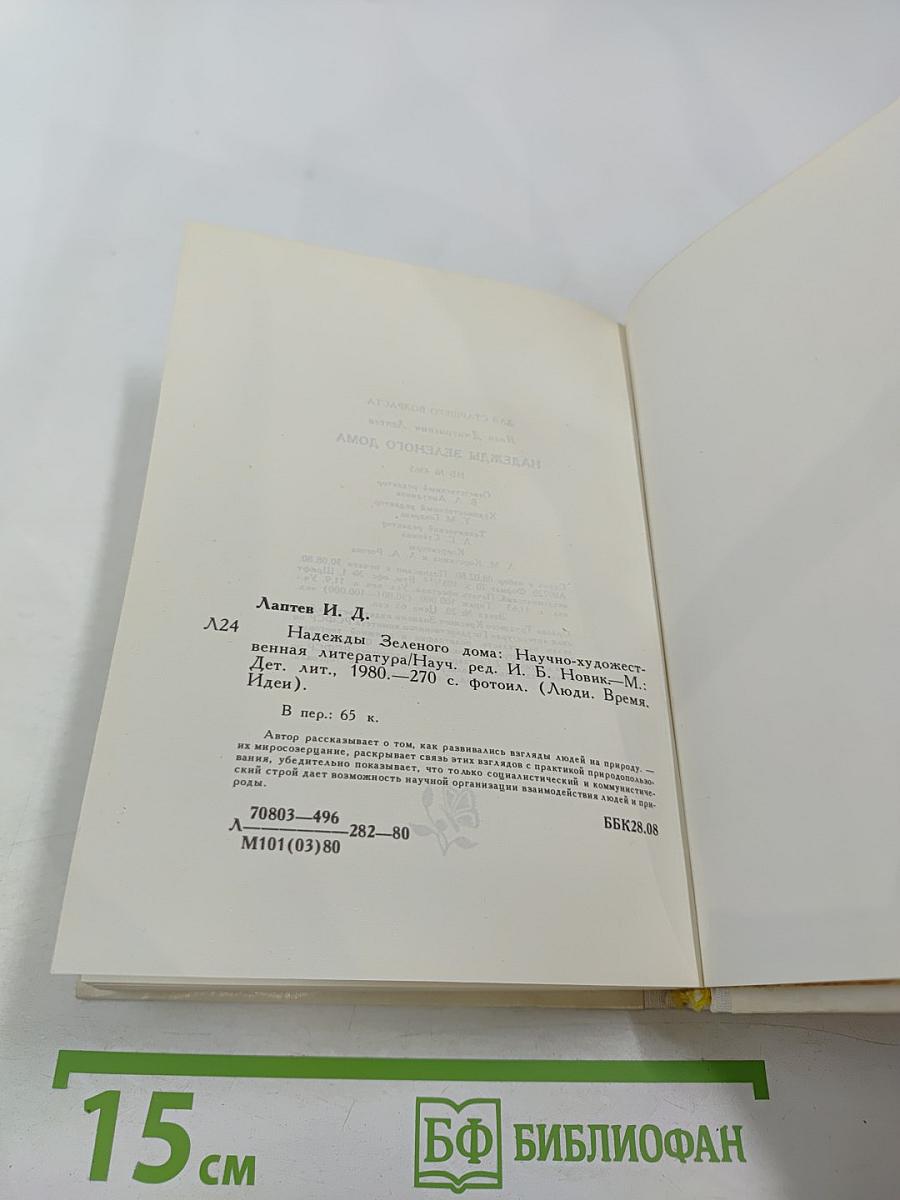 Лаптев И. Д.
Л24
Надежды Зеленого дома: Научно-художест-
венная литература/Науч. ред. И. Б. Новик.—М.:
Дет. лит., 1980.—270 с. фотоил. (Люди. Время.
Идеи).
В пер.: 65 к.
Автор рассказывает о том, как развивались взгляды людей на природу, —
их миросозерцание, раскрывает связь этих взглядов с практикой природопользо-
вания, убедительно показывает, что только социалистический и коммунистиче-
ский строй дает возможность научной организации взаимодействия людей и при-
роды.
70803—496
Л————282—80
М101(03)80
ББК28.08
15 см
БФ БИБЛИОФАН